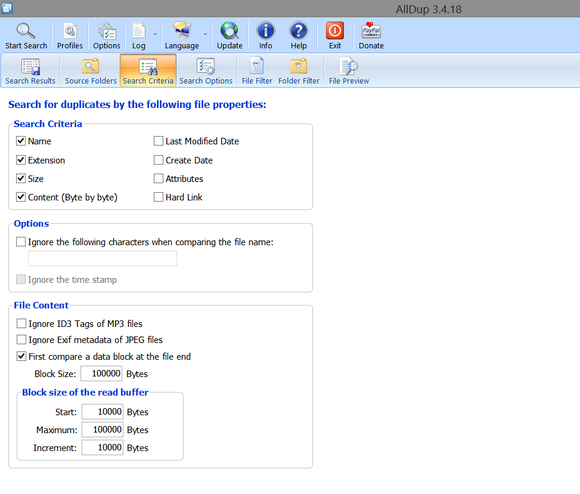 AllDup 3.4.18
Start Search Profiles Options Log Language Update Info Help Exit Donate
PayPal
Search Results Source Folders Search Criteria Search Options File Filter Folder Filter File Preview
Search for duplicates by the following file properties:
Search Criteria
Name Last Modified Date
Extension Create Date
Size Attributes
Content (Byte by byte) Hard Link
Options
Ignore the following characters when comparing the file name:
Ignore the time stamp
File Content
Ignore ID3 Tags of MP3 files
Ignore Exif metadata of JPEG files
First compare a data block at the file end
Block Size: 100000 Bytes
Block size of the read buffer
Start: 10000 Bytes
Maximum: 100000 Bytes
Increment: 10000 Bytes